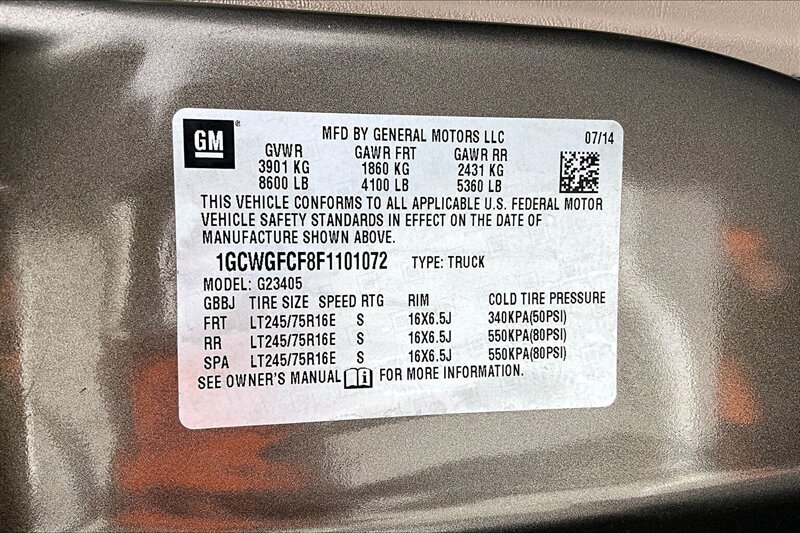 GM® MFD BY GENERAL MOTORS LLC 07/14
GVWR GAWR FRT GAWR RR
3901 KG 1860 KG 2431 KG
8600 LB 4100 LB 5360 LB
THIS VEHICLE CONFORMS TO ALL APPLICABLE U.S. FEDERAL MOTOR
VEHICLE SAFETY STANDARDS IN EFFECT ON THE DATE OF
MANUFACTURE SHOWN ABOVE.
1GCWGFCF8F1101072 TYPE: TRUCK
MODEL: G23405
GBBJ TIRE SIZE SPEED RTG RIM COLD TIRE PRESSURE
FRT LT245/75R16E S 16X6.5J 340KPA(50PSI)
RR LT245/75R16E S 16X6.5J 550KPA(80PSI)
SPA LT245/75R16E S 16X6.5J 550KPA(80PSI)
SEE OWNER'S MANUAL FOR MORE INFORMATION.